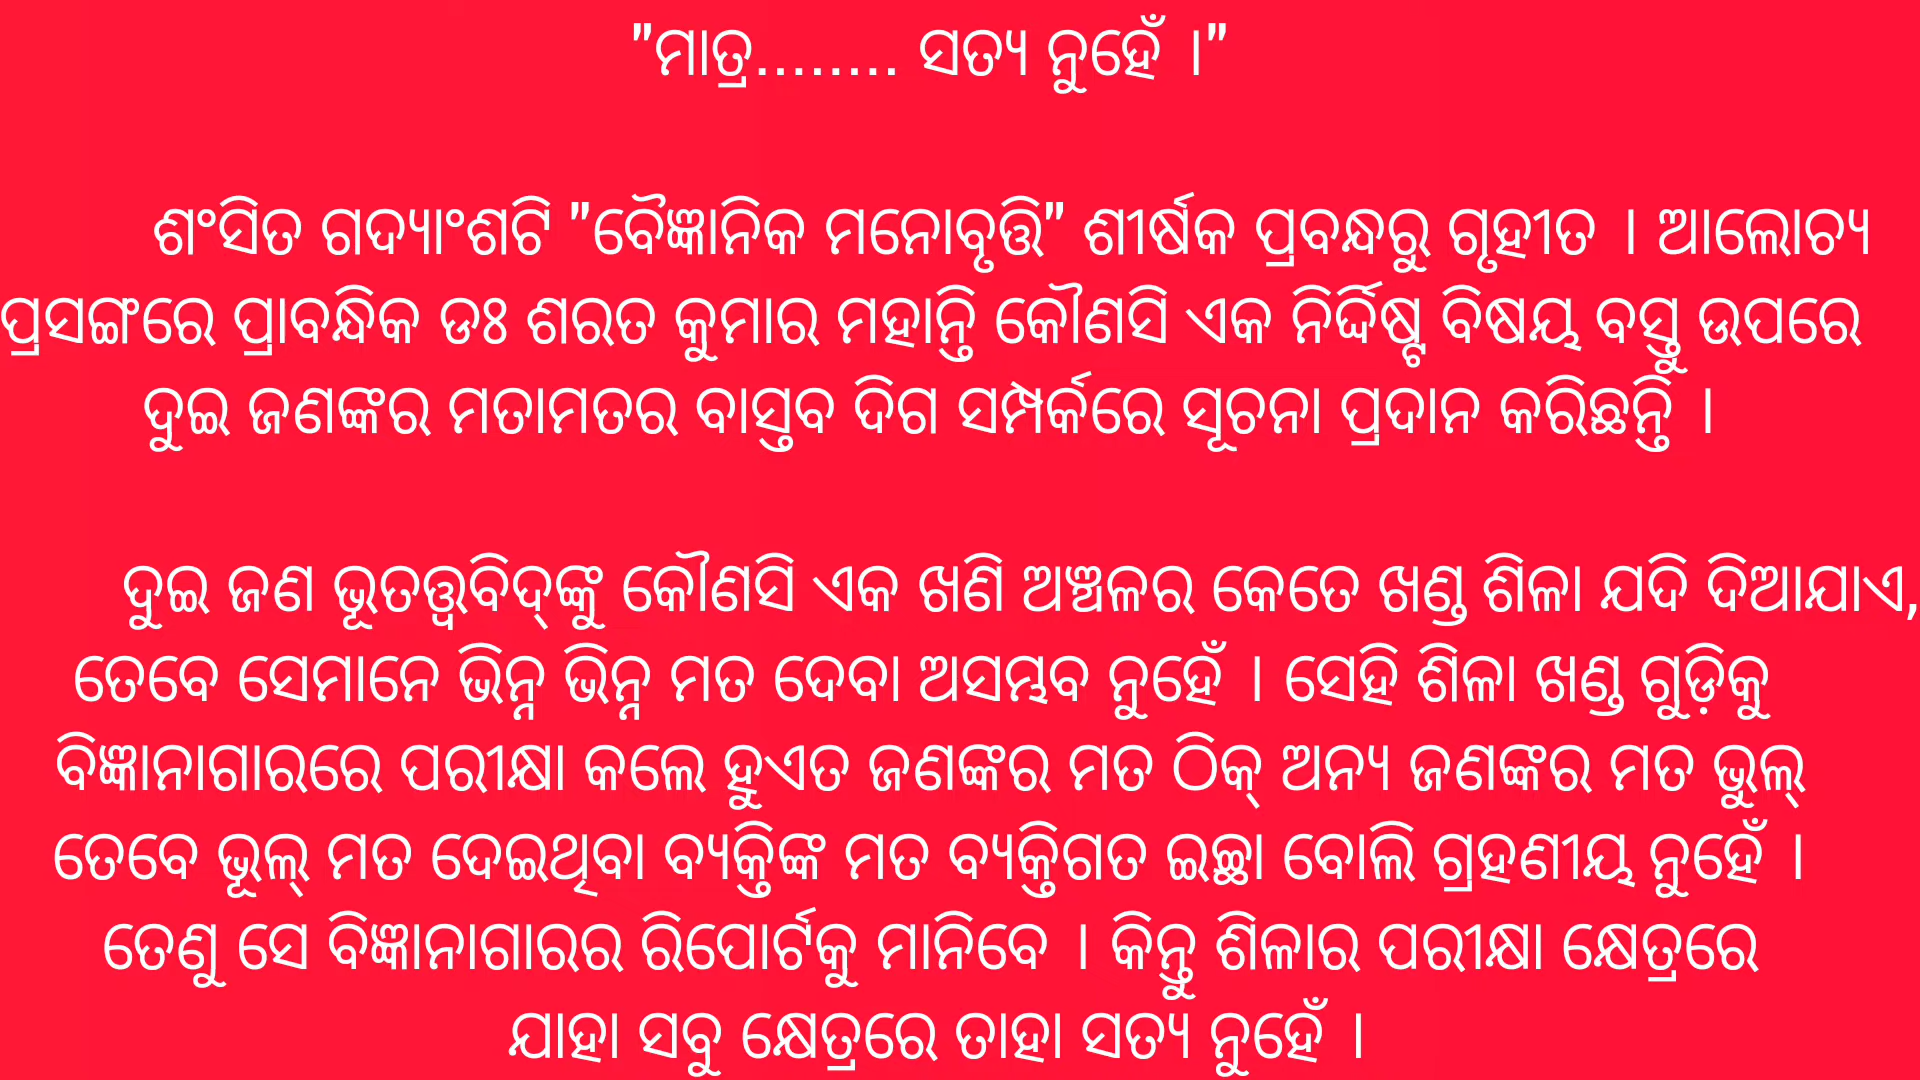 "ମାତ୍ର........ ସତ୍ୟ ନୁହେଁ ।"
ଶଂସିତ ଗଦ୍ୟାଂଶଟି "ବୈଜ୍ଞାନିକ ମନୋବୃତ୍ତି" ଶୀର୍ଷକ ପ୍ରବନ୍ଧରୁ ଗୃହୀତ । ଆଲୋଚ୍ୟ
ପ୍ରସଙ୍ଗରେ ପ୍ରାବନ୍ଧିକ ଡଃ ଶରତ କୁମାର ମହାନ୍ତି କୌଣସି ଏକ ନିର୍ଦ୍ଦିଷ୍ଟ ବିଷୟ ବସ୍ତୁ ଉପରେ
ଦୁଇ ଜଣଙ୍କର ମତାମତର ବାସ୍ତବ ଦିଗ ସମ୍ପର୍କରେ ସୂଚନା ପ୍ରଦାନ କରିଛନ୍ତି ।
ଦୁଇ ଜଣ ଭୂତତ୍ତ୍ୱବିଦ୍‌ଙ୍କୁ କୌଣସି ଏକ ଖଣି ଅଞ୍ଚଳର କେତେ ଖଣ୍ଡ ଶିଳା ଯଦି ଦିଆଯାଏ,
ତେବେ ସେମାନେ ଭିନ୍ନ ଭିନ୍ନ ମତ ଦେବା ଅସମ୍ଭବ ନୁହେଁ । ସେହି ଶିଳା ଖଣ୍ଡ ଗୁଡ଼ିକୁ
ବିଜ୍ଞାନାଗାରରେ ପରୀକ୍ଷା କଲେ ହୁଏତ ଜଣଙ୍କର ମତ ଠିକ୍ ଅନ୍ୟ ଜଣଙ୍କର ମତ ଭୁଲ୍
ତେବେ ଭୂଲ୍ ମତ ଦେଇଥିବା ବ୍ୟକ୍ତିଙ୍କ ମତ ବ୍ୟକ୍ତିଗତ ଇଚ୍ଛା ବୋଲି ଗ୍ରହଣୀୟ ନୁହେଁ ।
ତେଣୁ ସେ ବିଜ୍ଞାନାଗାରର ରିପୋର୍ଟକୁ ମାନିବେ । କିନ୍ତୁ ଶିଳାର ପରୀକ୍ଷା କ୍ଷେତ୍ରରେ
ଯାହା ସବୁ କ୍ଷେତ୍ରରେ ତାହା ସତ୍ୟ ନୁହେଁ ।